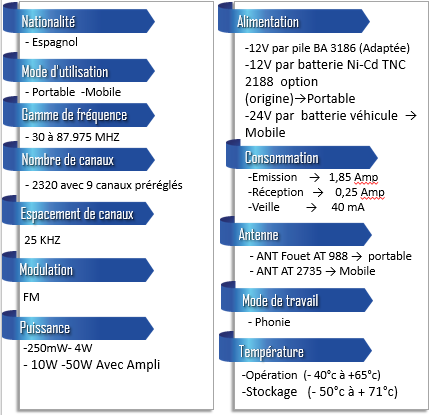 Nationalité
- Espagnol
Mode d'utilisation
- Portable -Mobile
Gamme de fréquence
- 30 à 87.975 MHZ
Nombre de canaux
- 2320 avec 9 canaux préréglés
Espacement de canaux
25 KHZ
Modulation
FM
Puissance
-250mW- 4W
- 10W -50W Avec Ampli
Alimentation
-12V par pile BA 3186 (Adaptée)
-12V par batterie Ni-Cd TNC
2188 option
(origine)→Portable
-24V par batterie véhicule →
Mobile
Consommation
-Emission → 1,85 Amp
-Réception → 0,25 Amp
-Veille → 40 mA
Antenne
- ANT Fouet AT 988 → portable
- ANT AT 2735 → Mobile
Mode de travail
- Phonie
Température
-Opération (- 40°c à +65°c)
-Stockage (- 50°c à + 71°c)